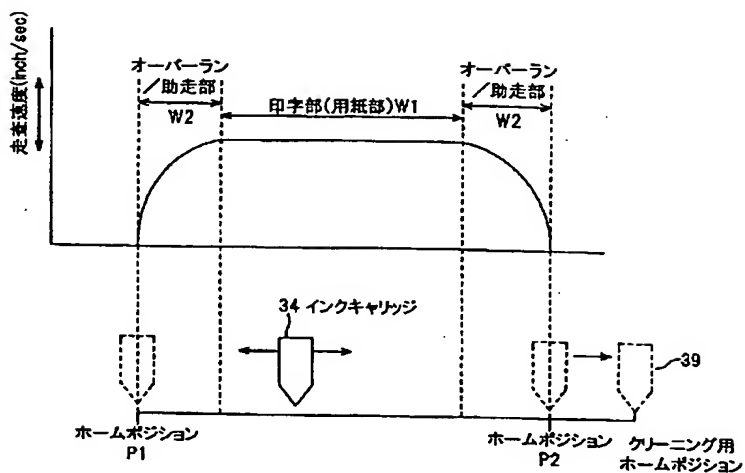 走査速度(inch/sec)
オーバーラン
/助走部
W2
印字部(用紙部)W1
オーバーラン
/助走部
W2
34 インクキャリッジ
39
ホームポジション
P1
ホームポジション
P2
クリーニング用
ホームポジション